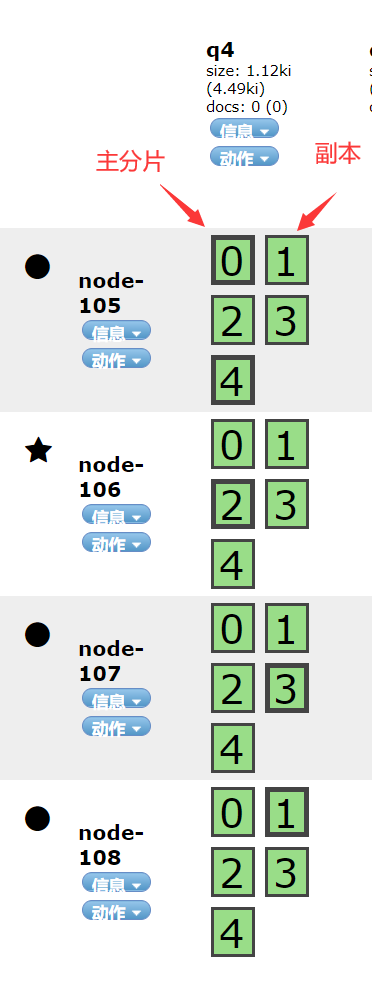 q4
size: 1.12ki
(4.49ki)
docs: 0 (0)
信息
动作
主分片
副本
node-
105
信息
动作
0 1
2 3
4
node-
106
信息
动作
0 1
2 3
4
node-
107
信息
动作
0 1
2 3
4
node-
108
信息
动作
0 1
2 3
4